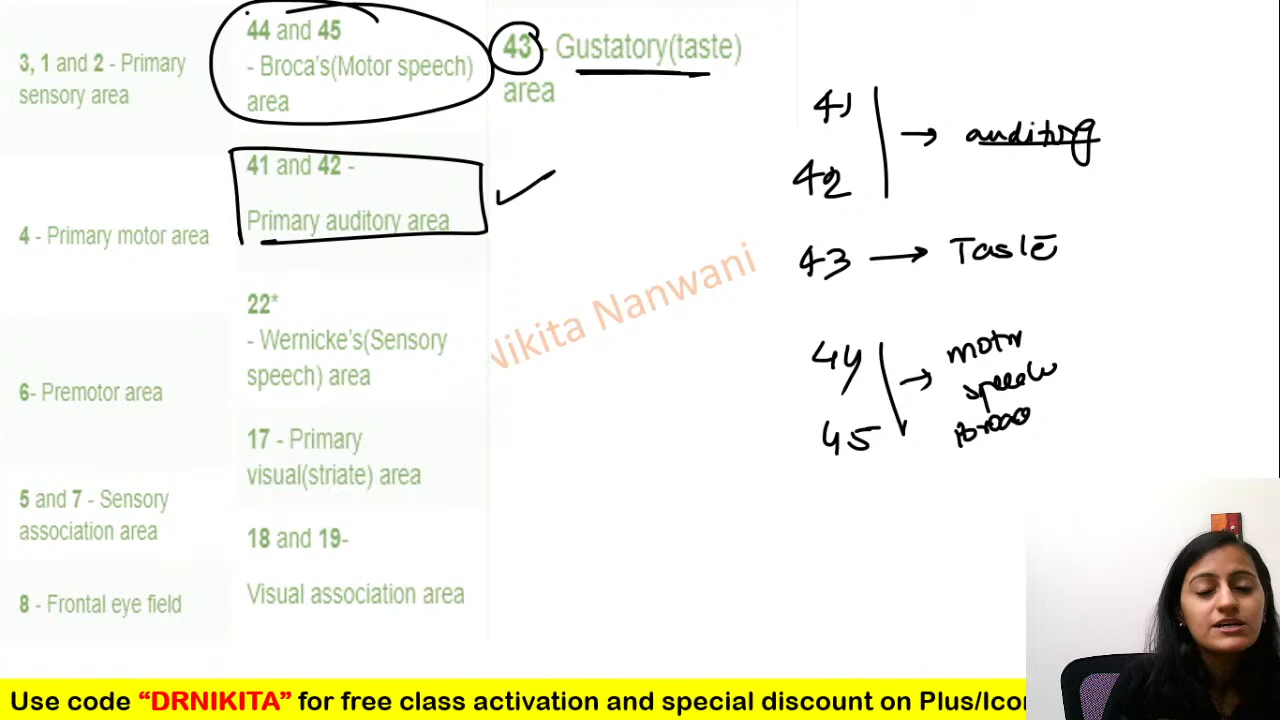 3, 1 and 2 - Primary
sensory area
4 - Primary motor area
6- Premotor area
5 and 7 - Sensory
association area
8 - Frontal eye field
44 and 45
- Broca's(Motor speech)
area
41 and 42 -
Primary auditory area
22*
- Wernicke's(Sensory
speech) area
17 - Primary
visual(striate) area
18 and 19-
Visual association area
43 - Gustatory(taste)
area
Nikita Nanwani
41
42 → auditory
43 → Taste
44
45 → motor
speech
Broca
Use code “DRNIKITA” for free class activation and special discount on Plus/Icon